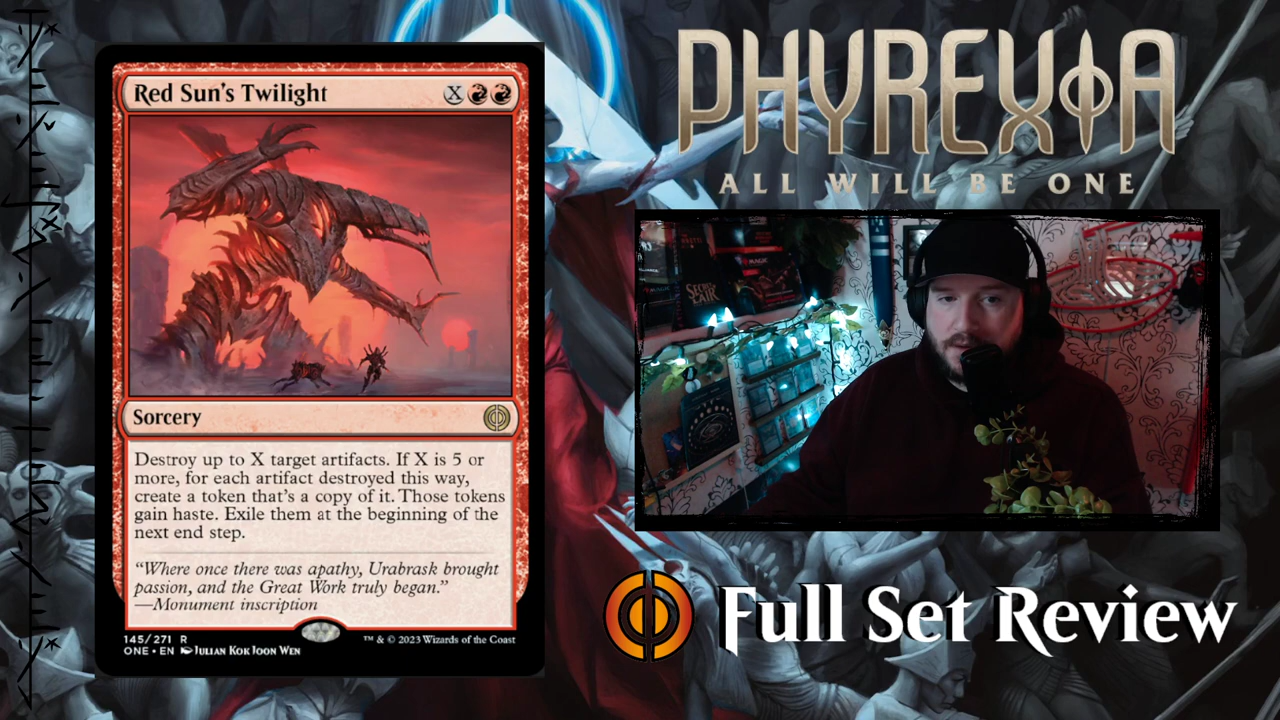 Red Sun's Twilight
X
Sorcery
Destroy up to X target artifacts. If X is 5 or
more, for each artifact destroyed this way,
create a token that's a copy of it. Those tokens
gain haste. Exile them at the beginning of the
next end step.
"Where once there was apathy, Urabrask brought
passion, and the Great Work truly began."
—Monument inscription
145/271 R
ONE • EN Julian Kok Joon Wen
™ & © 2023 Wizards of the Coast
PHYREXIA
ALL WILL BE ONE
SECRET
LAIR
MAGIC
Full Set Review